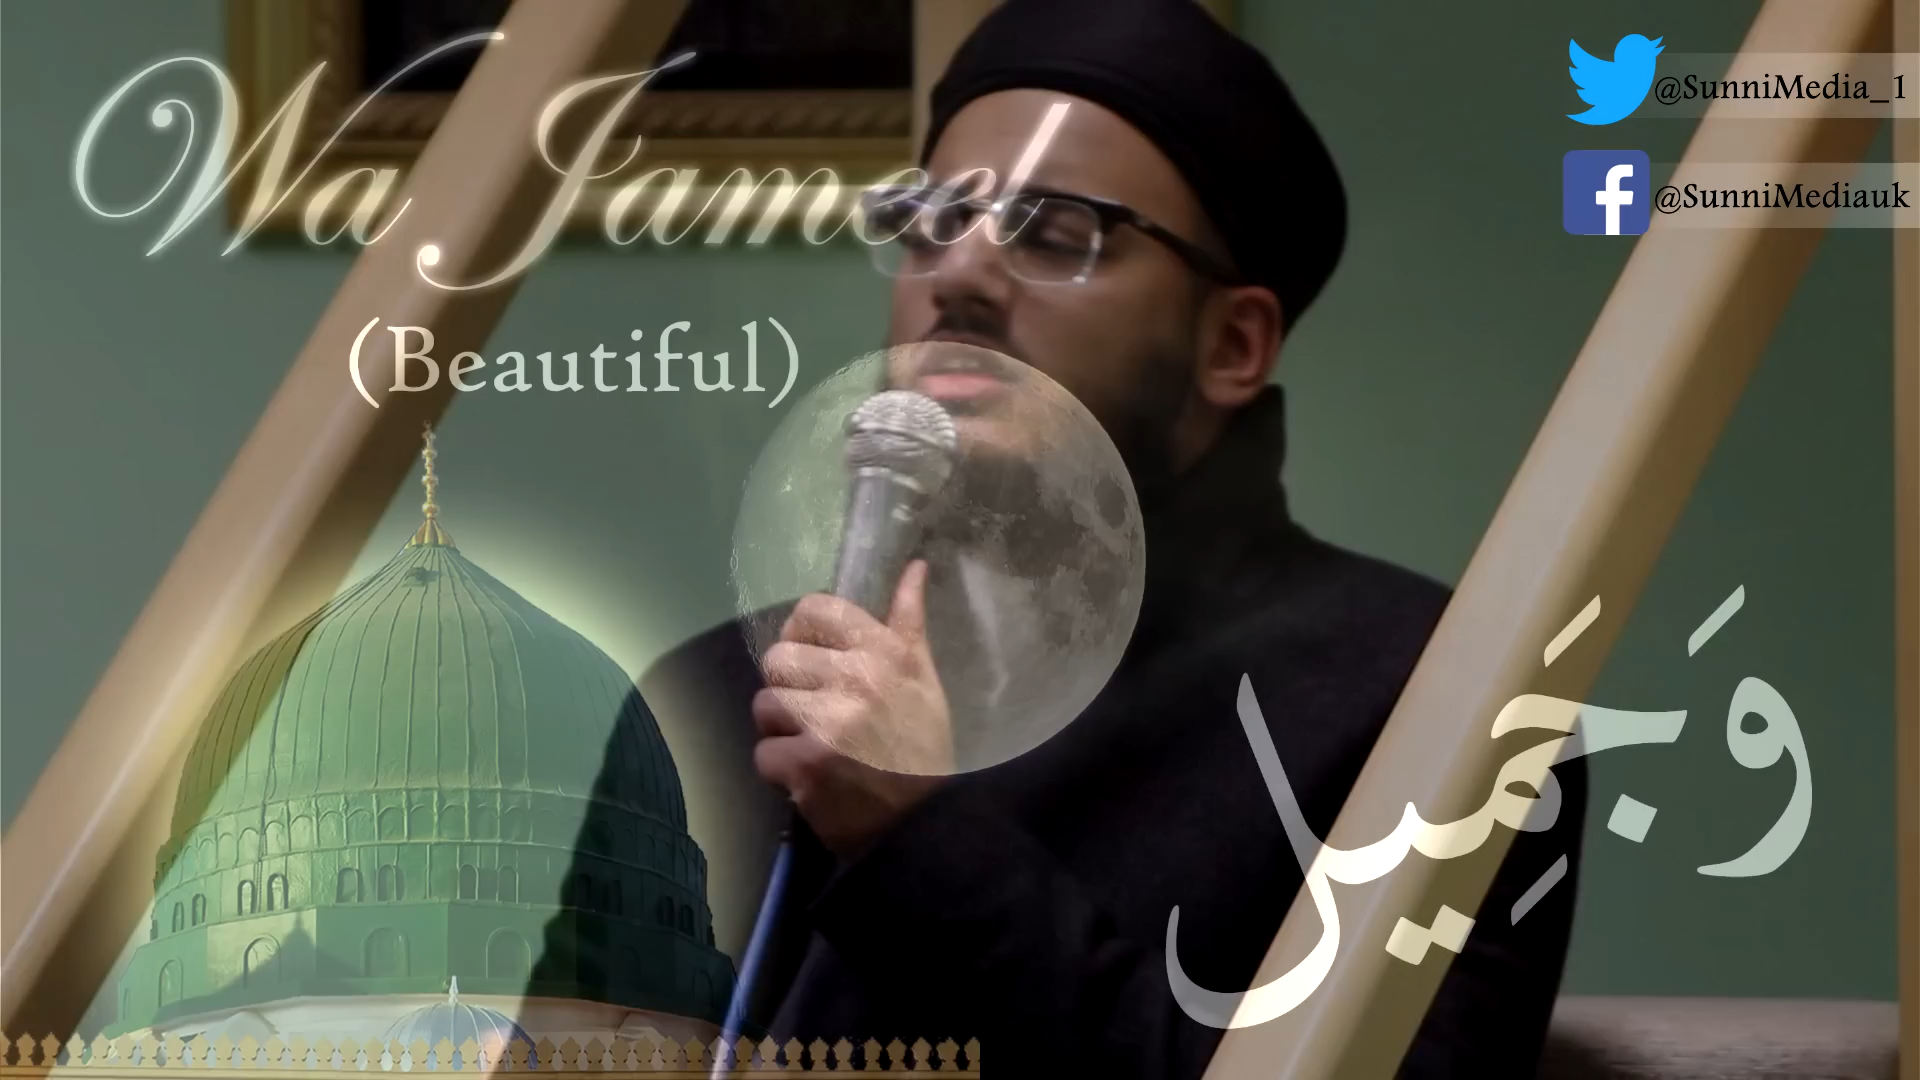 Wa Jameel
(Beautiful)
@SunniMedia_1
@SunniMediauk
وَجَمِيل